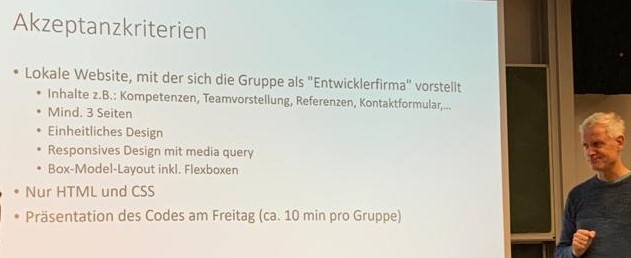 Akzeptanzkriterien
• Lokale Website, mit der sich die Gruppe als "Entwicklerfirma" vorstellt
• Inhalte z.B.: Kompetenzen, Teamvorstellung, Referenzen, Kontaktformular,...
• Mind. 3 Seiten
• Einheitliches Design
• Responsives Design mit media query
• Box-Model-Layout inkl. Flexboxen
• Nur HTML und CSS
• Präsentation des Codes am Freitag (ca. 10 min pro Gruppe)